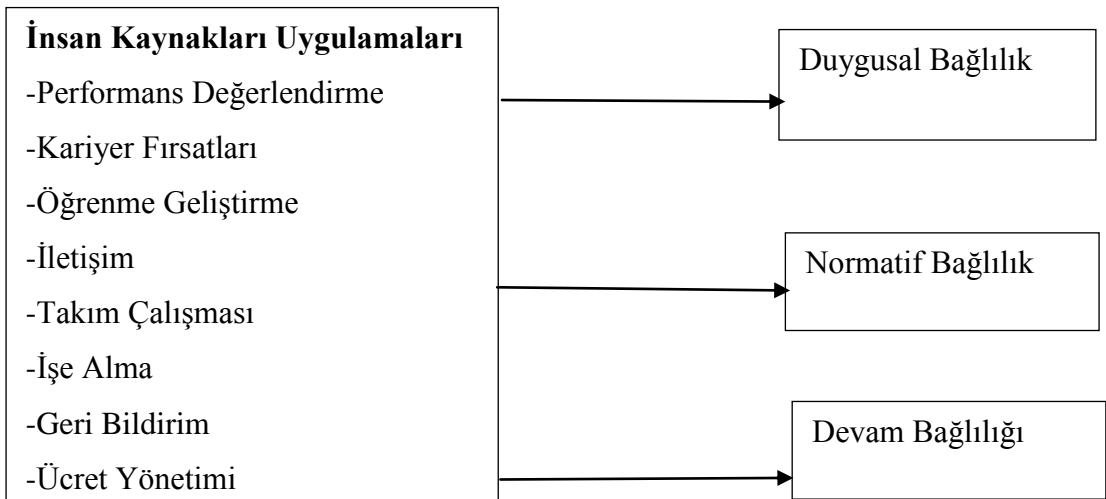 İnsan Kaynakları Uygulamaları
-Performans Değerlendirme
-Kariyer Fırsatları
-Öğrenme Geliştirme
-İletişim
-Takım Çalışması
-İşe Alma
-Geri Bildirim
-Ücret Yönetimi
Duygusal Bağlılık
Normatif Bağlılık
Devam Bağlılığı